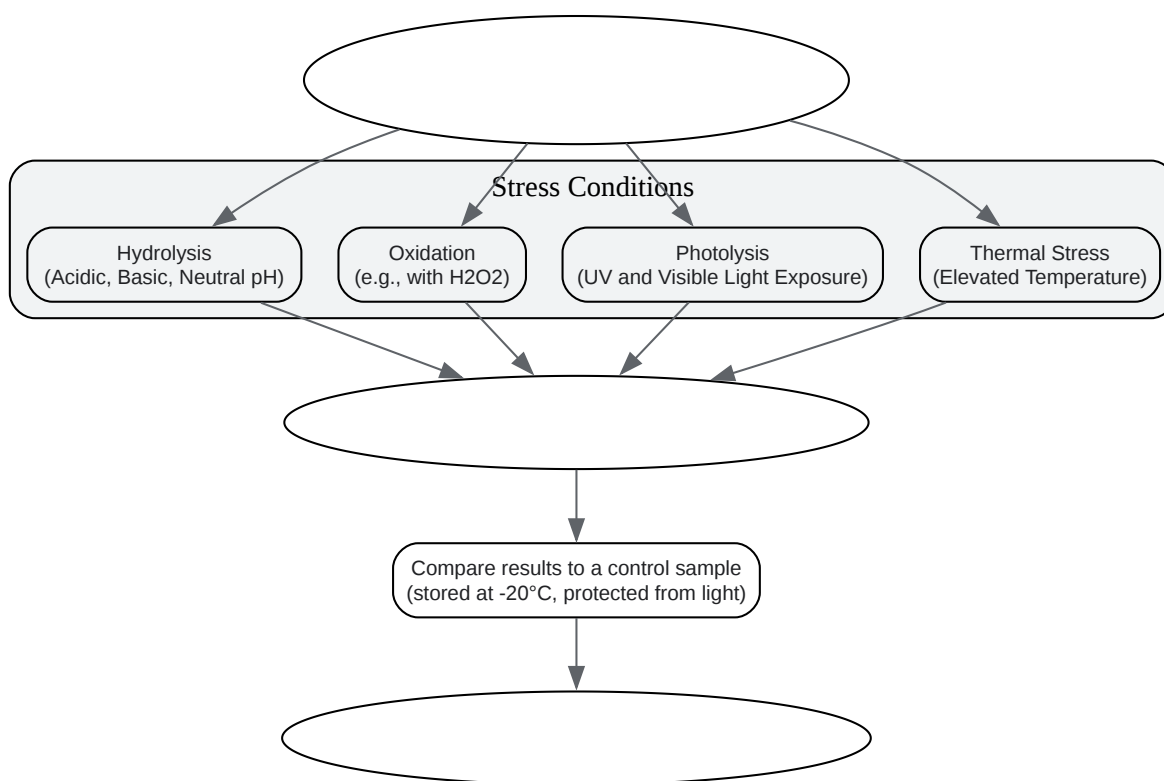 Stress Conditions
Hydrolysis
(Acidic, Basic, Neutral pH)
Oxidation
(e.g., with H2O2)
Photolysis
(UV and Visible Light Exposure)
Thermal Stress
(Elevated Temperature)
Compare results to a control sample
(stored at -20°C, protected from light)